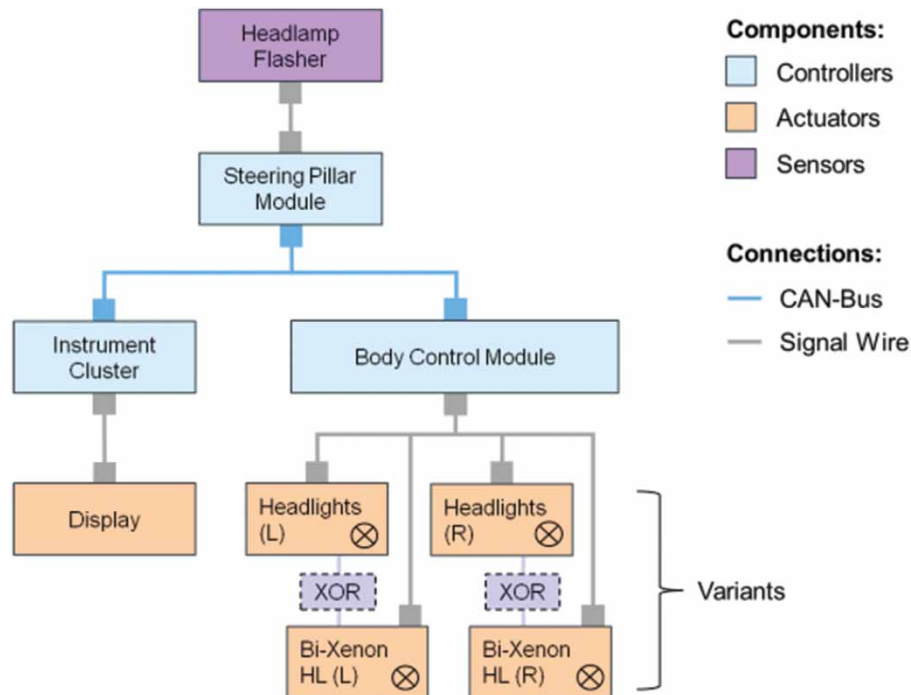 Headlamp
Flasher
Components:
Controllers
Actuators
Sensors
Steering Pillar
Module
Connections:
CAN-Bus
Signal Wire
Instrument
Cluster
Body Control Module
Display
Headlights
(L)
Headlights
(R)
XOR
XOR
Variants
Bi-Xenon
HL (L)
Bi-Xenon
HL (R)